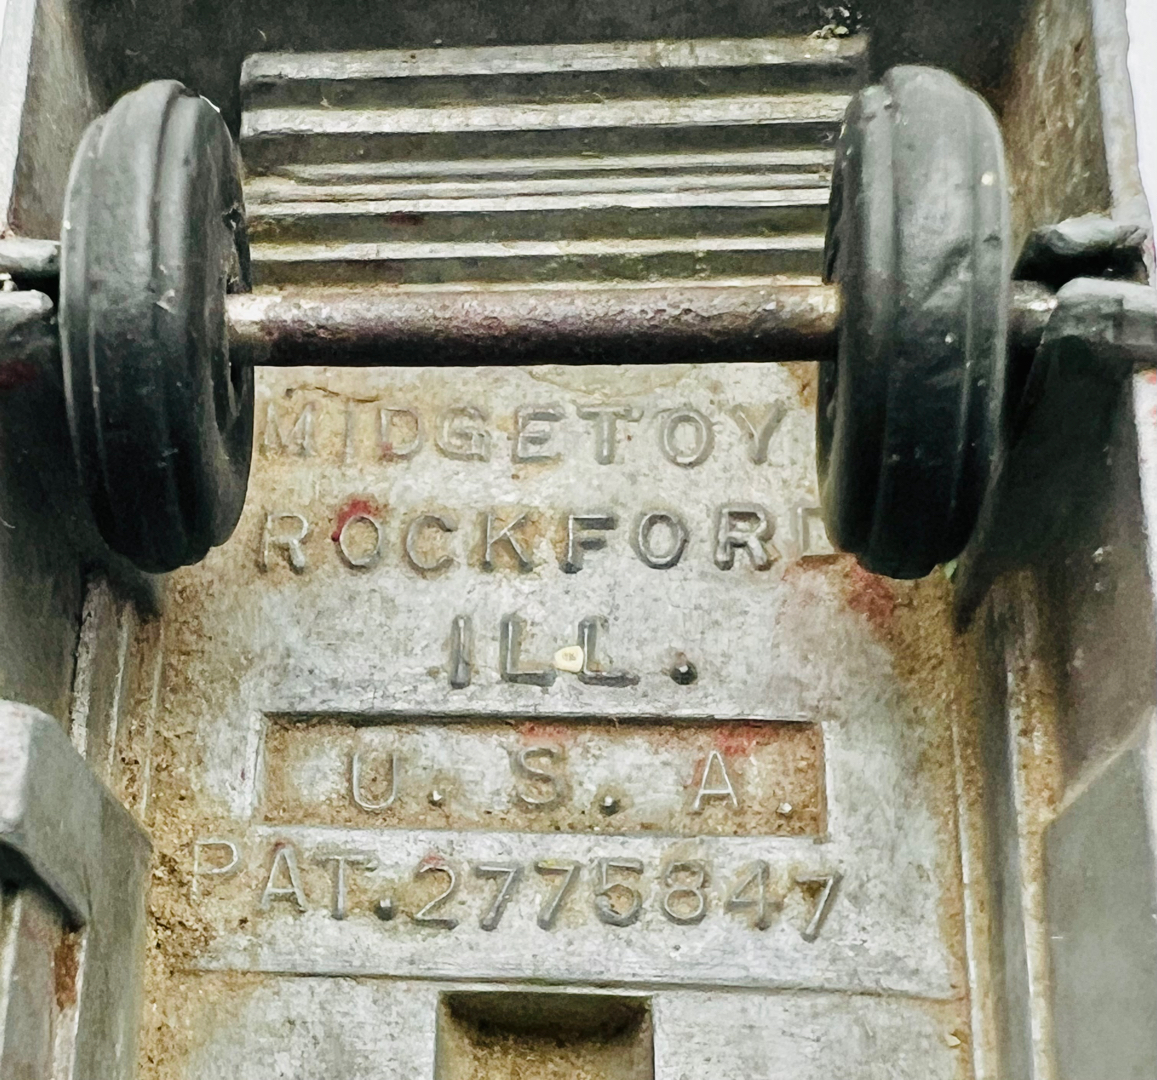 MIDGETOY
ROCKFORD
ILL.
U. S. A.
PAT. 2775847